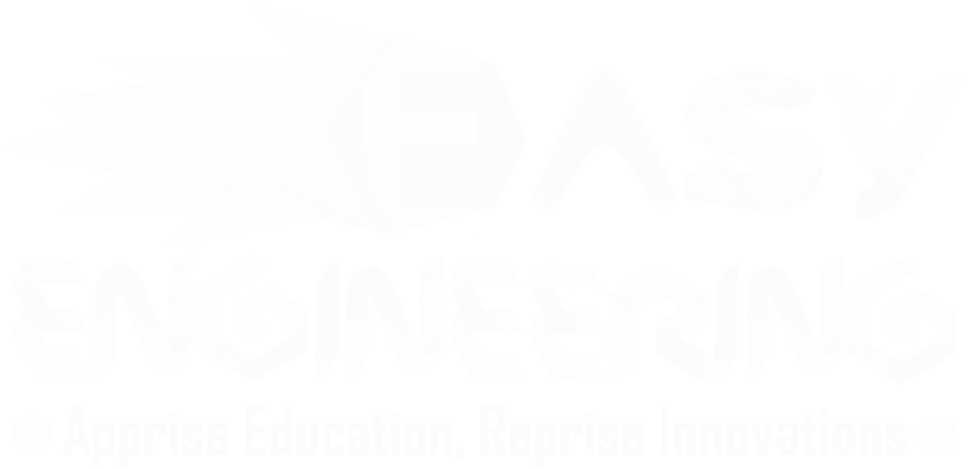 EASY
ENGINEERING
Apprise Education, Reprise Innovations